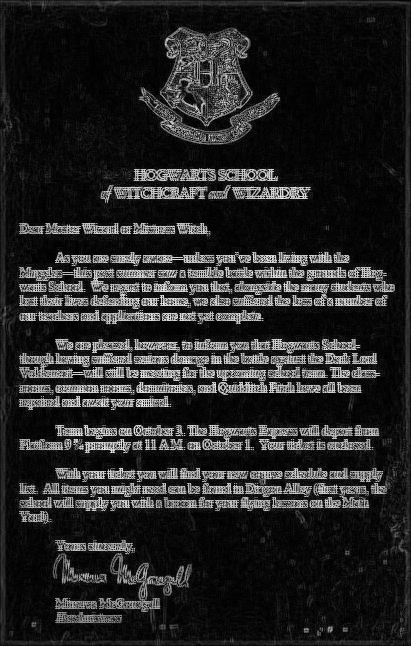 HOGWARTS SCHOOL
of WITCHCRAFT and WIZARDRY
Dear Master Wizard or Mistress Witch,
As you are surely aware—unless you've been living with the
Muggles—this past summer saw a terrible battle within the grounds of Hog-
warts School. We regret to inform you that, alongside the many students who
lost their lives defending our home, we also suffered the loss of a number of
our teachers and applications are not yet complete.
We are pleased, however, to inform you that Hogwarts School—
though having suffered serious damage in the battle against the Dark Lord
Voldemort—will still be meeting for the upcoming school term. The class-
rooms, common rooms, dormitories, and Quidditch Pitch have all been
repaired and await your arrival.
Term begins on October 3. The Hogwarts Express will depart from
Platform 9 ¾ promptly at 11 A.M. on October 1. Your ticket is enclosed.
With your ticket you will find your new course schedule and supply
list. All items you might need can be found in Diagon Alley (first years, the
school will supply you with a broom for your flying lessons on the Main
Yard).
Yours sincerely,
Minerva McGonagall
Minerva McGonagall
Headmistress